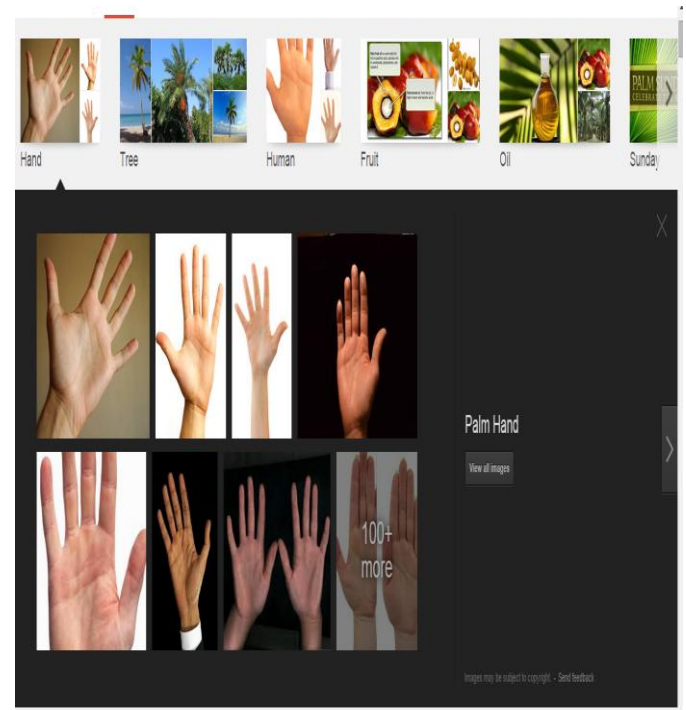 Hand
Tree
Human
Fruit
Oil
Sunday
PALM
Palm Hand
View all images
100+
more
Images may be subject to copyright. - Send feedback